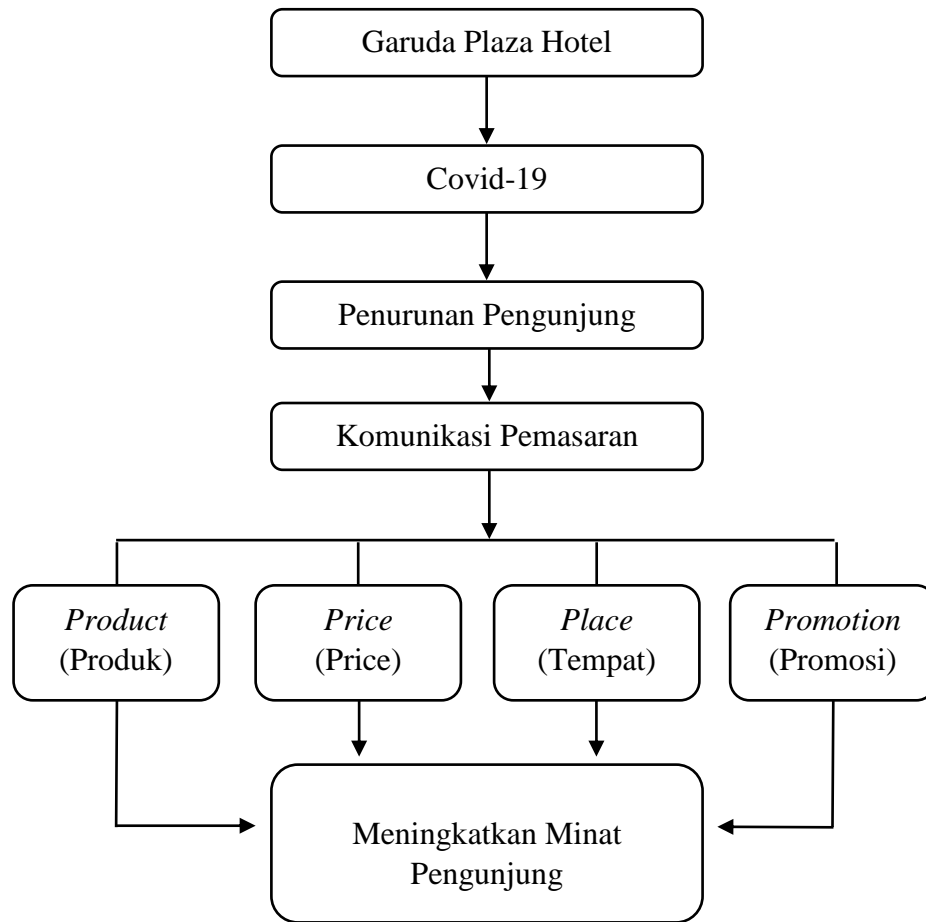 Garuda Plaza Hotel
Covid-19
Penurunan Pengunjung
Komunikasi Pemasaran
Product
(Produk)
Price
(Price)
Place
(Tempat)
Promotion
(Promosi)
Meningkatkan Minat
Pengunjung